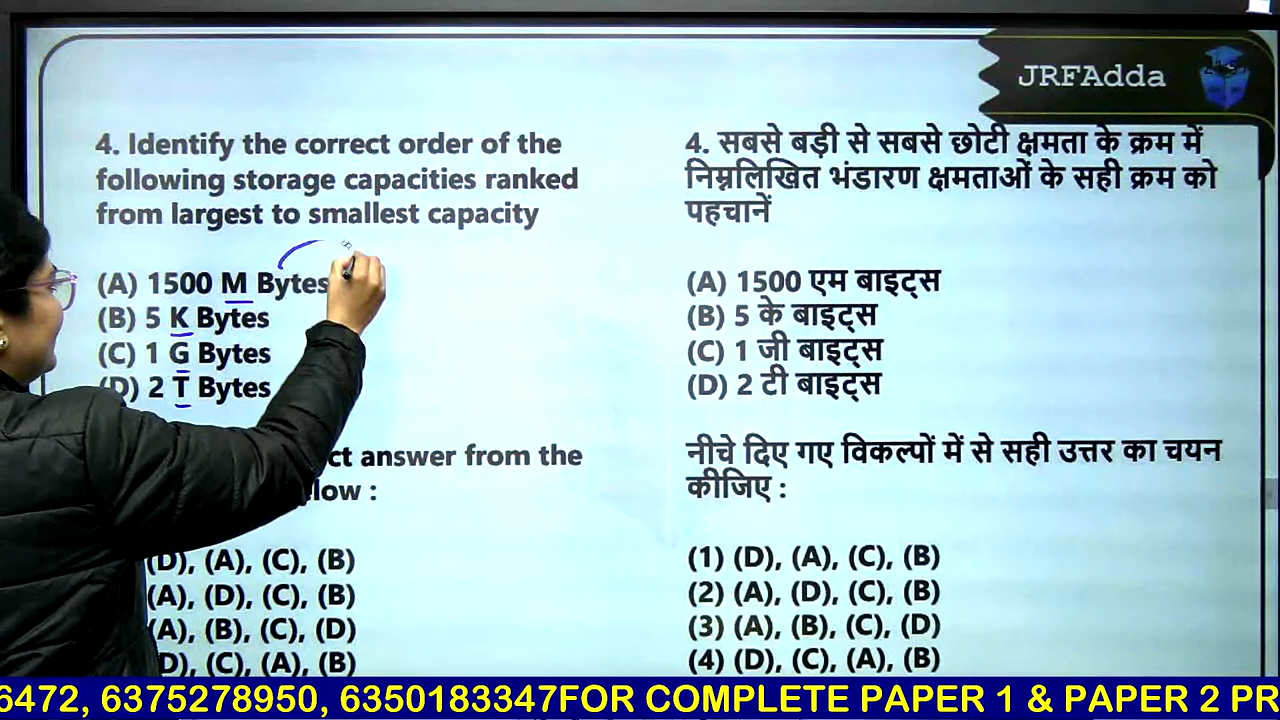 JRFAdda
4. Identify the correct order of the
following storage capacities ranked
from largest to smallest capacity
(A) 1500 M Bytes
(B) 5 K Bytes
(C) 1 G Bytes
(D) 2 T Bytes
answer from the
(D), (A), (C), (B)
(A), (D), (C), (B)
(A), (B), (C), (D)
(D), (C), (A), (B)
4. सबसे बड़ी से सबसे छोटी क्षमता के क्रम में
निम्नलिखित भंडारण क्षमताओं के सही क्रम को
पहचानें
(A) 1500 एम बाइट्स
(B) 5 के बाइट्स
(C) 1 जी बाइट्स
(D) 2 टी बाइट्स
नीचे दिए गए विकल्पों में से सही उत्तर का चयन
कीजिए :
(1) (D), (A), (C), (B)
(2) (A), (D), (C), (B)
(3) (A), (B), (C), (D)
(4) (D), (C), (A), (B)
6472, 6375278950, 6350183347FOR COMPLETE PAPER 1 & PAPER 2 PR